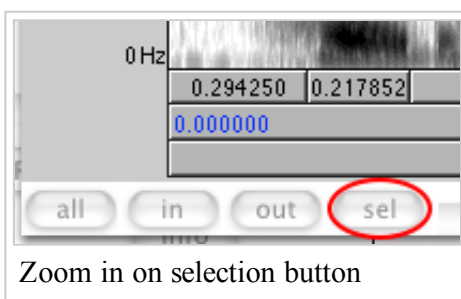 0 Hz
0.294250 0.217852
0.000000
all in out sel
Zoom in on selection button